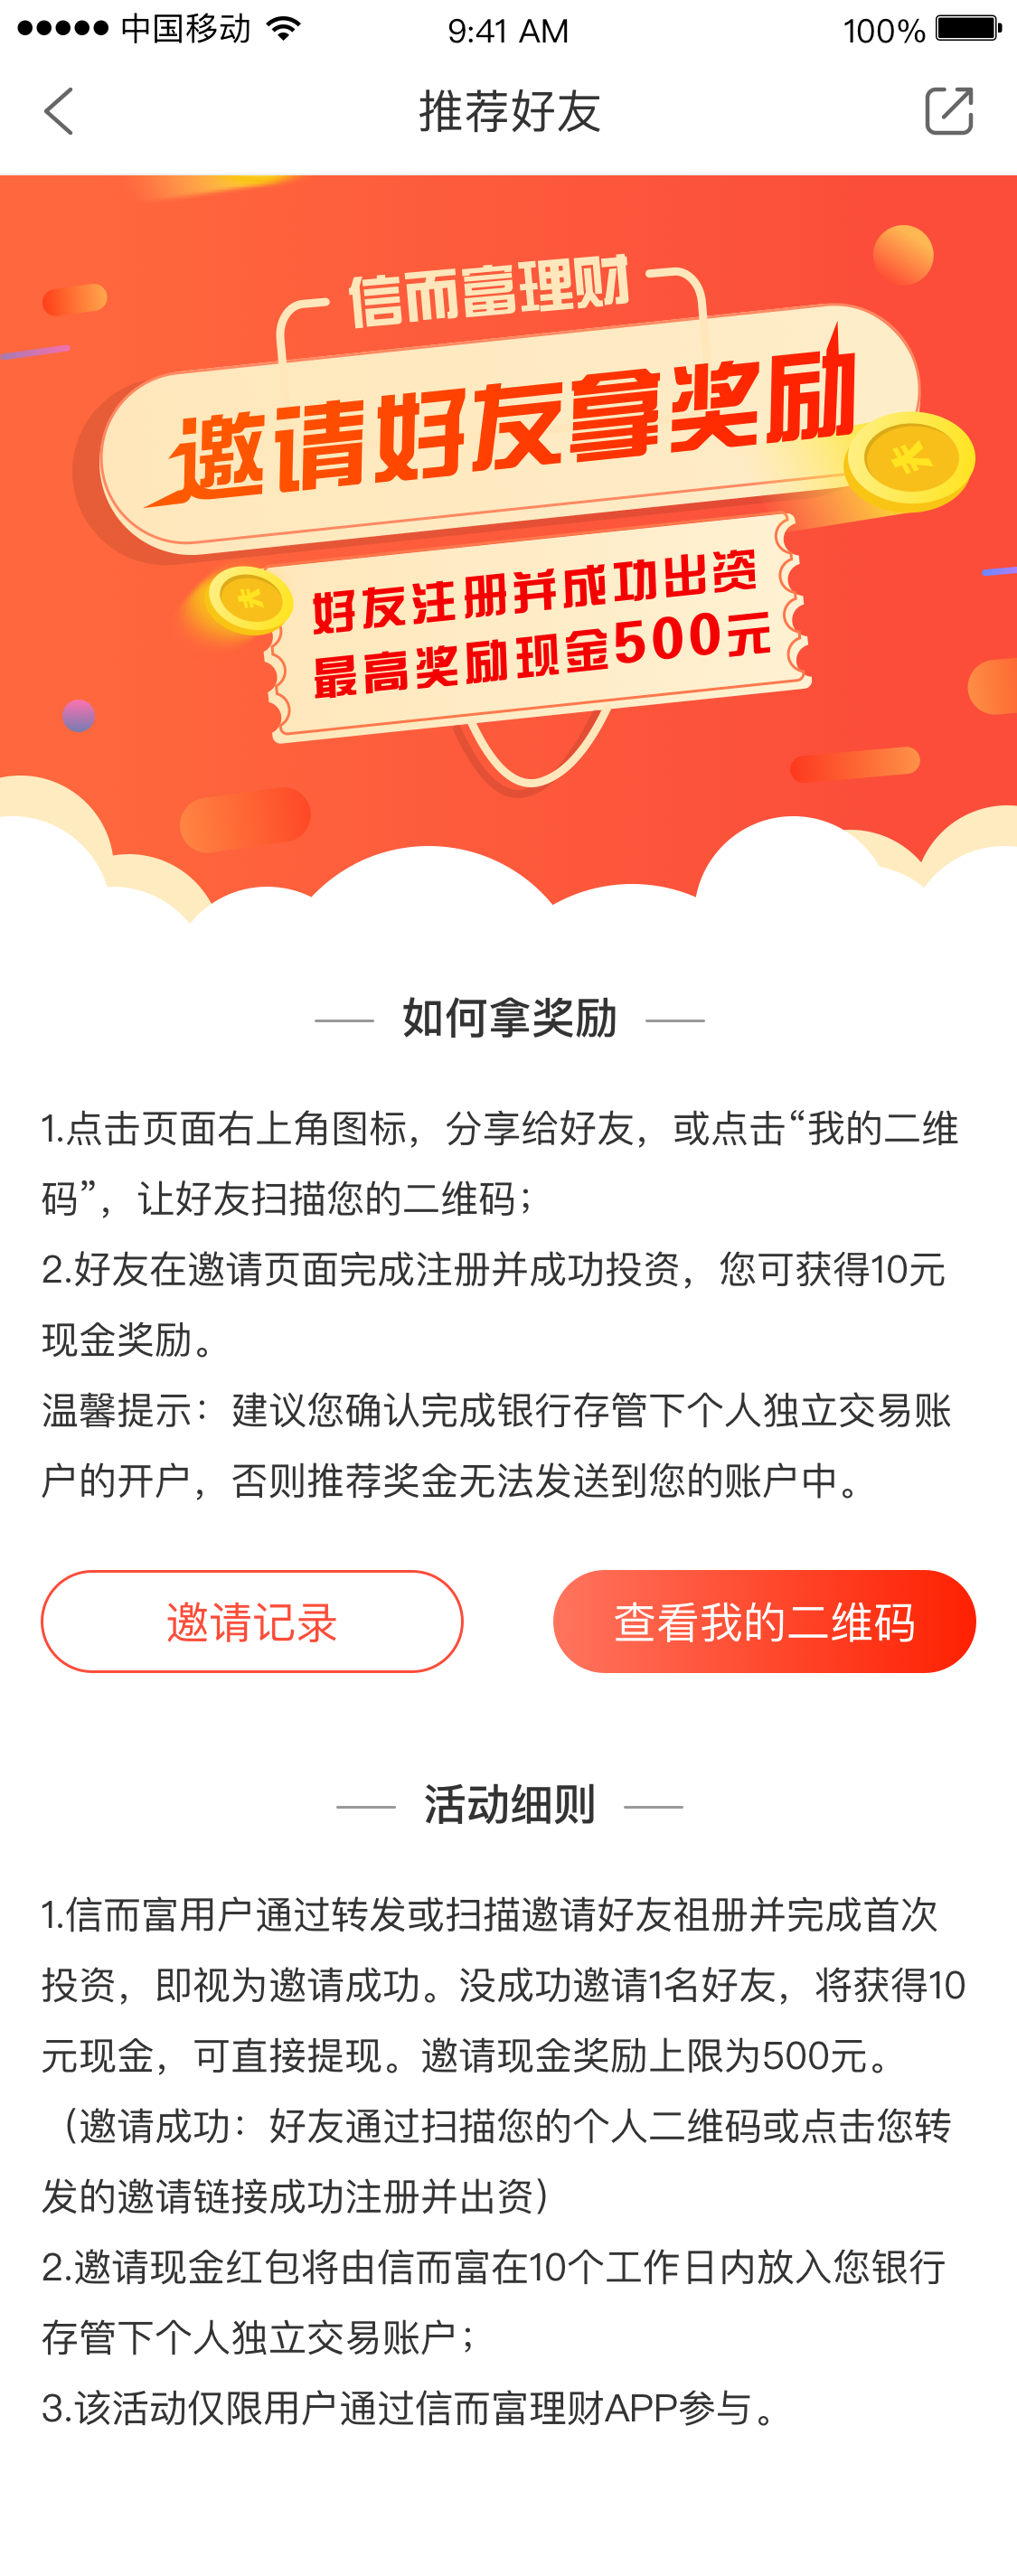 中国移动
9:41 AM
100%
推荐好友
信而富理财
邀请好友拿奖励
好友注册并成功出资
最高奖励现金500元
如何拿奖励
1.点击页面右上角图标，分享给好友，或点击“我的二维
码”，让好友扫描您的二维码；
2.好友在邀请页面完成注册并成功投资，您可获得10元
现金奖励。
温馨提示：建议您确认完成银行存管下个人独立交易账
户的开户，否则推荐奖金无法发送到您的账户中。
邀请记录
查看我的二维码
活动细则
1.信而富用户通过转发或扫描邀请好友祖册并完成首次
投资，即视为邀请成功。没成功邀请1名好友，将获得10
元现金，可直接提现。邀请现金奖励上限为500元。
（邀请成功：好友通过扫描您的个人二维码或点击您转
发的邀请链接成功注册并出资）
2.邀请现金红包将由信而富在10个工作日内放入您银行
存管下个人独立交易账户；
3.该活动仅限用户通过信而富理财APP参与。